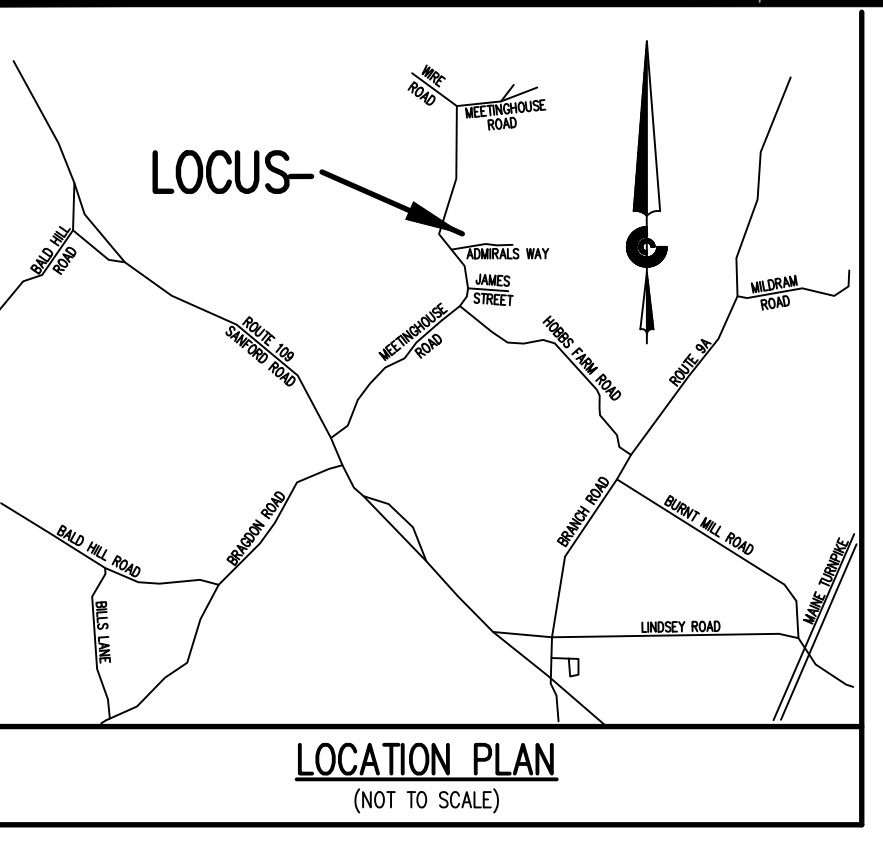 WIRE
ROAD
MEETINGHOUSE
ROAD
LOCUS
ADMIRALS WAY
BALD HILL
ROAD
JAMES
STREET
MILDRAM
ROAD
MEETINGHOUSE
ROAD
ROUTE 109
SANFORD ROAD
HOBBS FARM ROAD
ROUTE 9A
BRAGDON ROAD
BRANCH ROAD
BURNT MILL ROAD
BALD HILL ROAD
MAINE TURNPIKE
BILLS LANE
LINDSEY ROAD
LOCATION PLAN
(NOT TO SCALE)